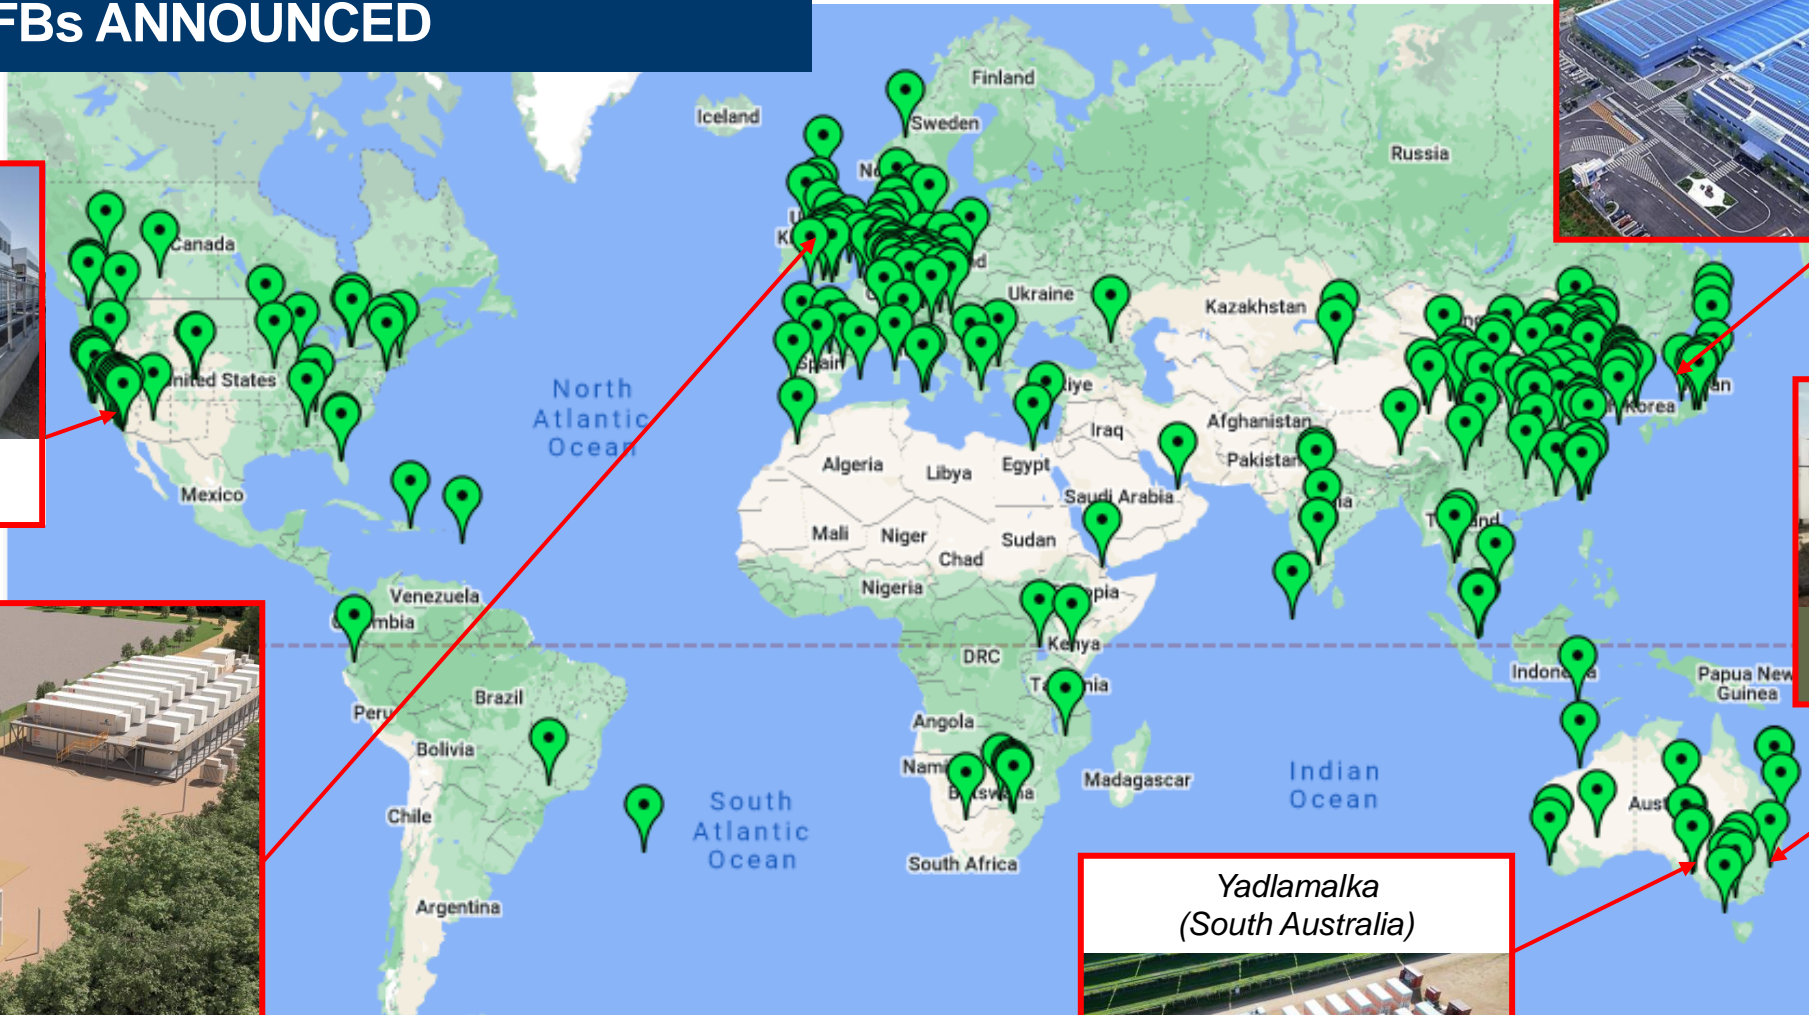 FBs ANNOUNCED
Finland
Iceland
Sweden
Russia
Canada
Ukraine
Kazakhstan
Spain
United States
North
Atlantic
Ocean
Korea
Iraq
Afghanistan
Algeria
Libya
Egypt
Pakistan
Mexico
Saudi Arabia
Mali
Niger
Sudan
Chad
Nigeria
Venezuela
Kenya
DRC
Indonesia
Papua New
Guinea
Brazil
Peru
Angola
Bolivia
Madagascar
Indian
Ocean
South
Atlantic
Ocean
Chile
South Africa
Argentina
Yadlamalka
(South Australia)